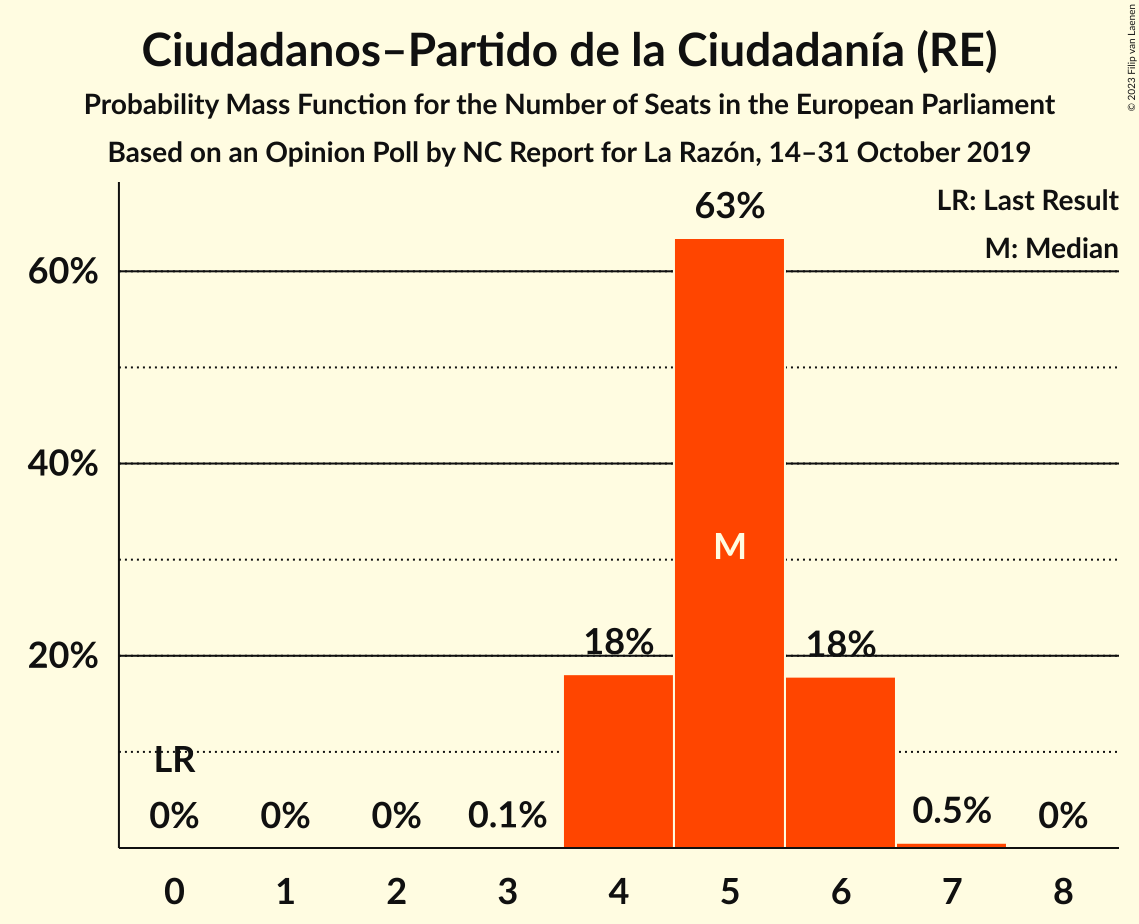 Ciudadanos–Partido de la Ciudadanía (RE)
Probability Mass Function for the Number of Seats in the European Parliament
Based on an Opinion Poll by NC Report for La Razón, 14–31 October 2019
© 2023 Filip van Laenen
LR: Last Result
M: Median
63%
60%
40%
M
20%
18%
18%
LR
0%
0%
0%
0.1%
0.5%
0%
0
1
2
3
4
5
6
7
8